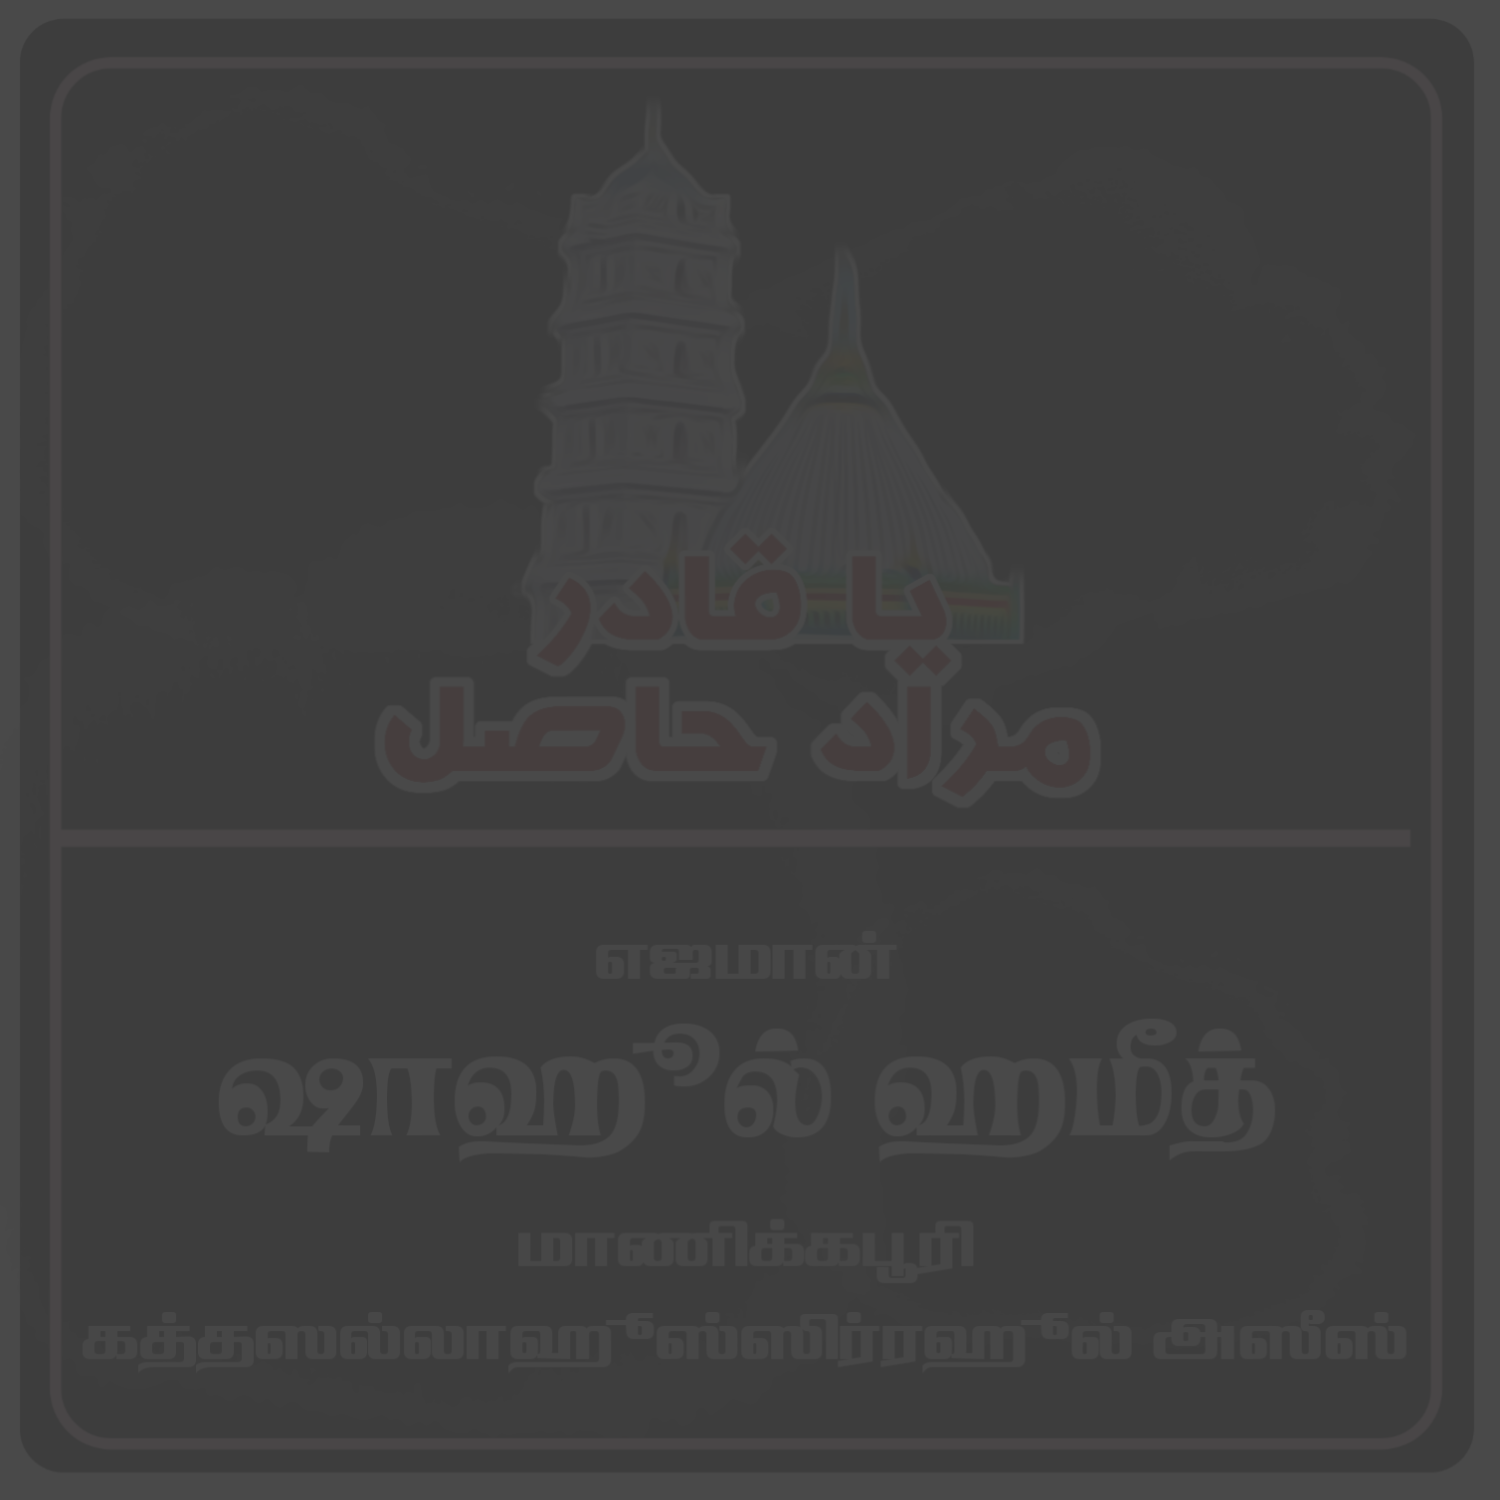 يا قادر
مراد حاصل
எஜமான்
ஷாஹுல் ஹமீத்
மாணிக்கபூரி
கத்தஸல்லாஹுஸ்ஸிர்ரஹுல் அஸீஸ்